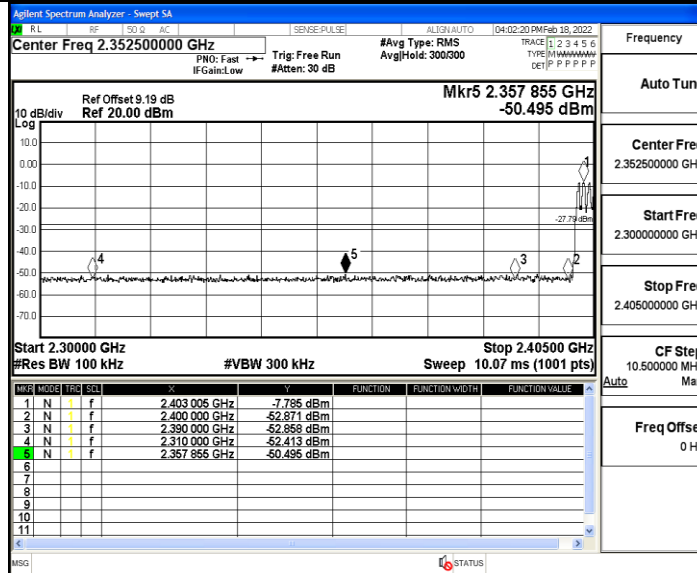 Agilent Spectrum Analyzer - Swept SA
RL RF 50 Ω AC SENSE:PULSE ALIGNAUTO 04:02:20 PM Feb 18, 2022
Center Freq 2.352500000 GHz
PNO: Fast
IFGain:Low
Trig: Free Run
#Atten: 30 dB
#Avg Type: RMS
Avg|Hold: 300/300
TRACE 1 2 3 4 5 6
TYPE MWWWWW
DET P P P P P P
Ref Offset 9.19 dB
10 dB/div Ref 20.00 dBm
Log
Mkr5 2.357 855 GHz
-50.495 dBm
10.0
0.00
-10.0
-20.0
-30.0
-40.0
-50.0
-60.0
-70.0
1
-27.79 dBm
4
5
3
2
Start 2.30000 GHz Stop 2.40500 GHz
#Res BW 100 kHz #VBW 300 kHz Sweep 10.07 ms (1001 pts)
MKR MODE TRC SCL X Y FUNCTION FUNCTION WIDTH FUNCTION VALUE
1 N 1 f 2.403 005 GHz -7.785 dBm
2 N 1 f 2.400 000 GHz -52.871 dBm
3 N 1 f 2.390 000 GHz -52.858 dBm
4 N 1 f 2.310 000 GHz -52.413 dBm
5 N 1 f 2.357 855 GHz -50.495 dBm
6
7
8
9
10
11
MSG STATUS
Frequency
Auto Tun
Center Fre
2.352500000 GH
Start Fre
2.300000000 GH
Stop Fre
2.405000000 GH
CF Step
10.500000 MH
Auto Ma
Freq Offse
0 H